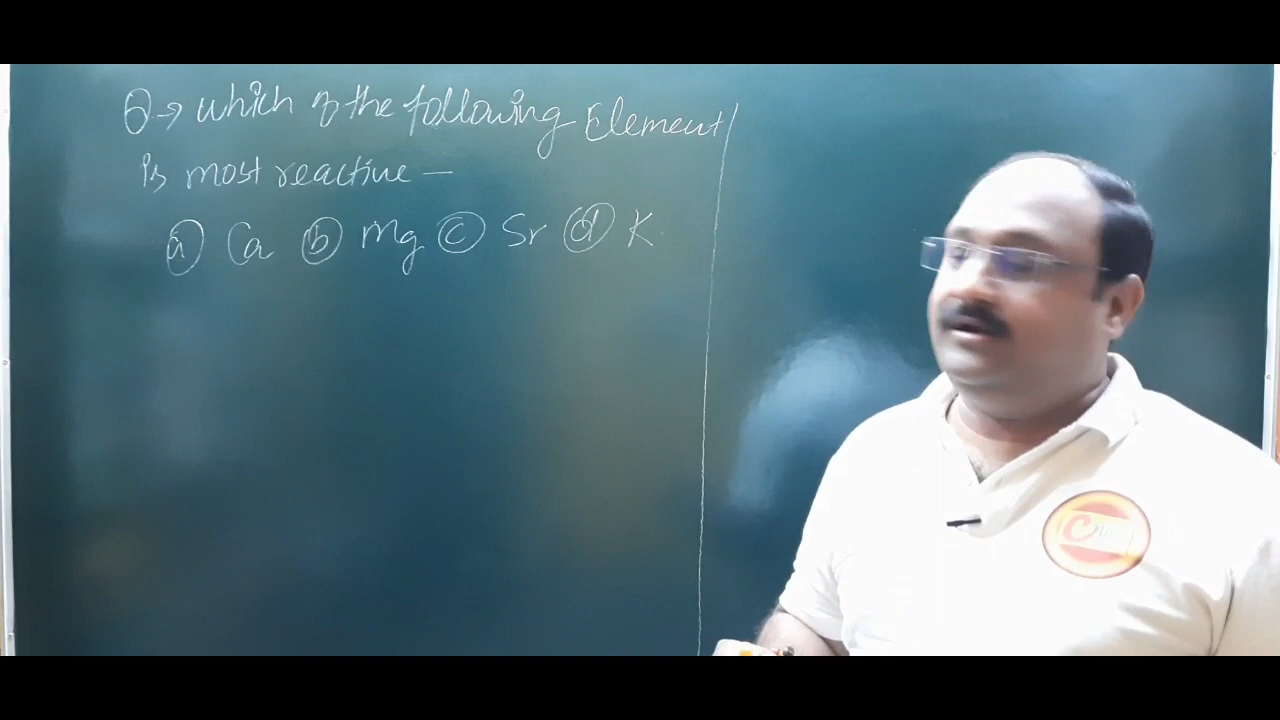 Q→ which of the following Element
is most reactive —
(a) Ca (b) Mg (c) Sr (d) K